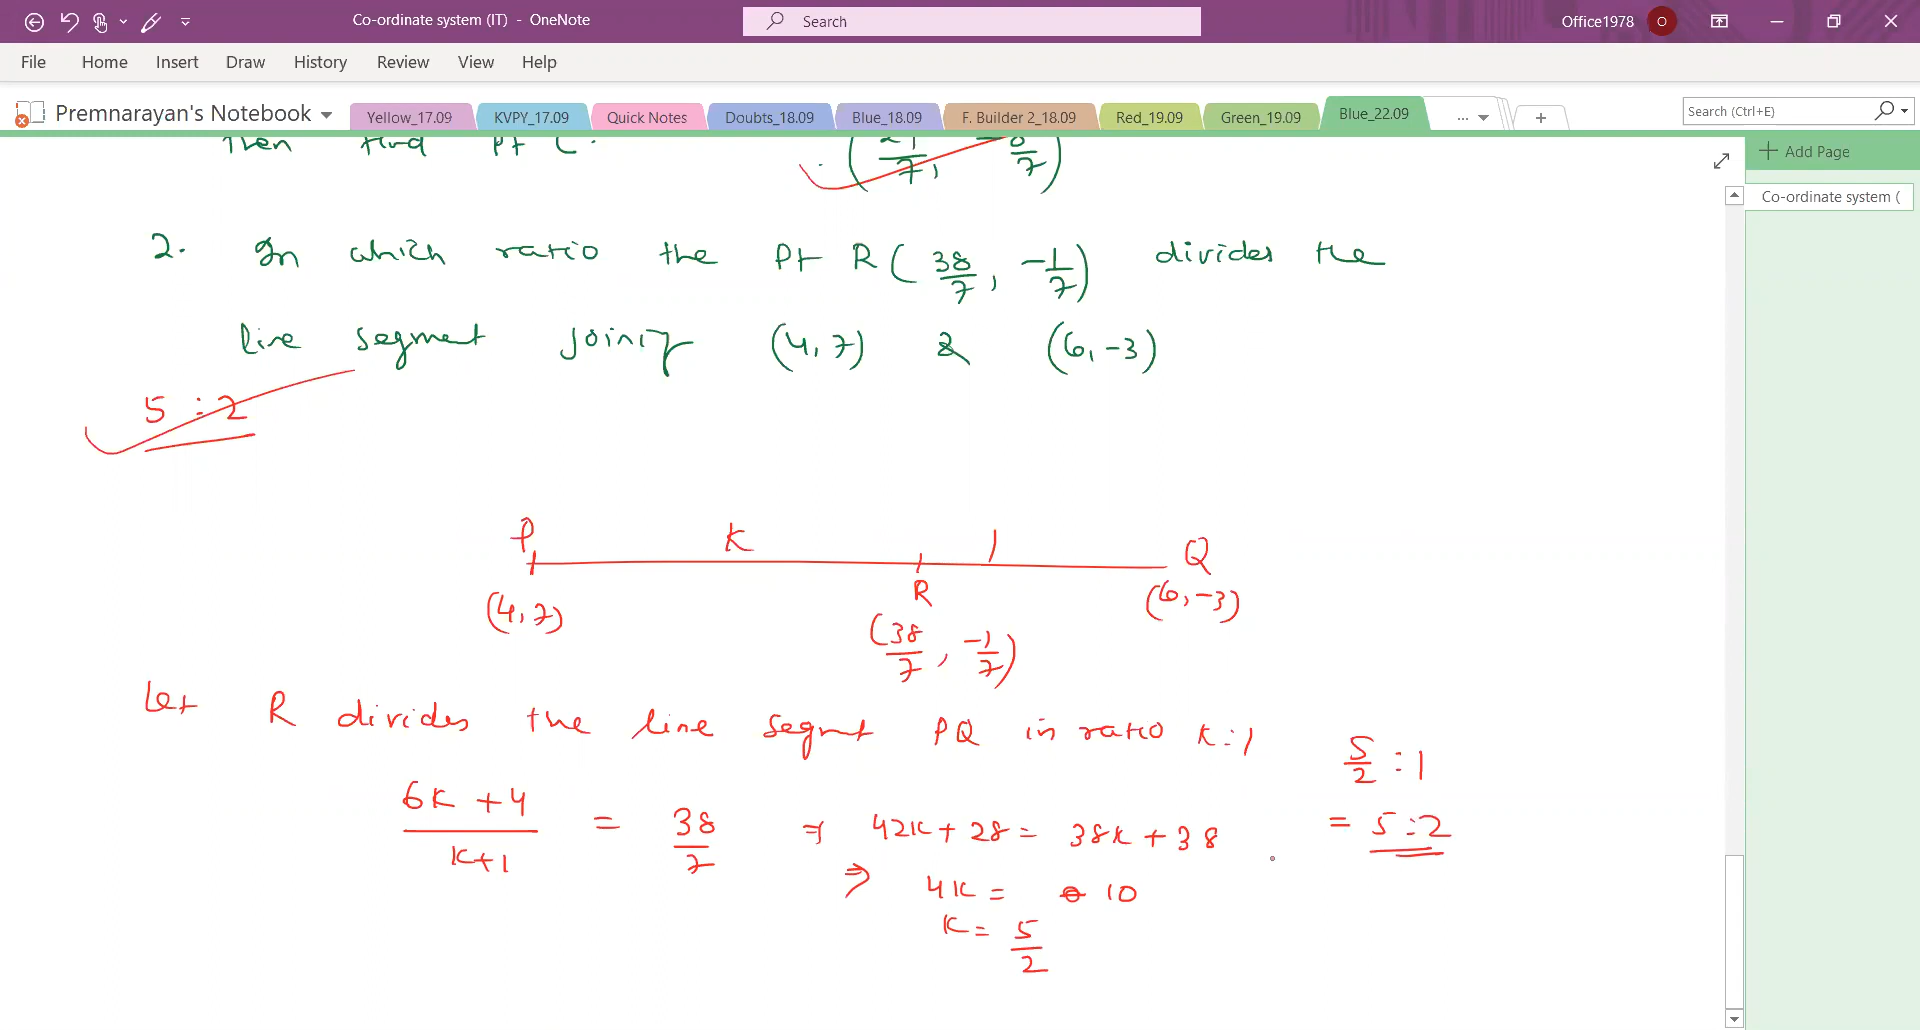 Co-ordinate system (IT) - OneNote
Search
Office1978
O
File Home Insert Draw History Review View Help
Premnarayan's Notebook
Yellow_17.09 KVPY_17.09 Quick Notes Doubts_18.09 Blue_18.09 F. Builder 2_18.09 Red_19.09 Green_19.09 Blue_22.09 ... +
Search (Ctrl+E)
+ Add Page
Co-ordinate system (
then find pt C.
2. In which ratio the Pt R (38/7, -1/7) divides the
line segment joining (4, 7) & (6, -3)
5 : 2
P K 1 Q
R
(4, 7) (38/7, -1/7) (6, -3)
Let R divides the line segmnt PQ in ratio K:1
(6K + 4)/(K+1) = 38/7 ⇒ 42K + 28 = 38K + 38
⇒ 4K = 10
K = 5/2
5/2 : 1
= 5 : 2